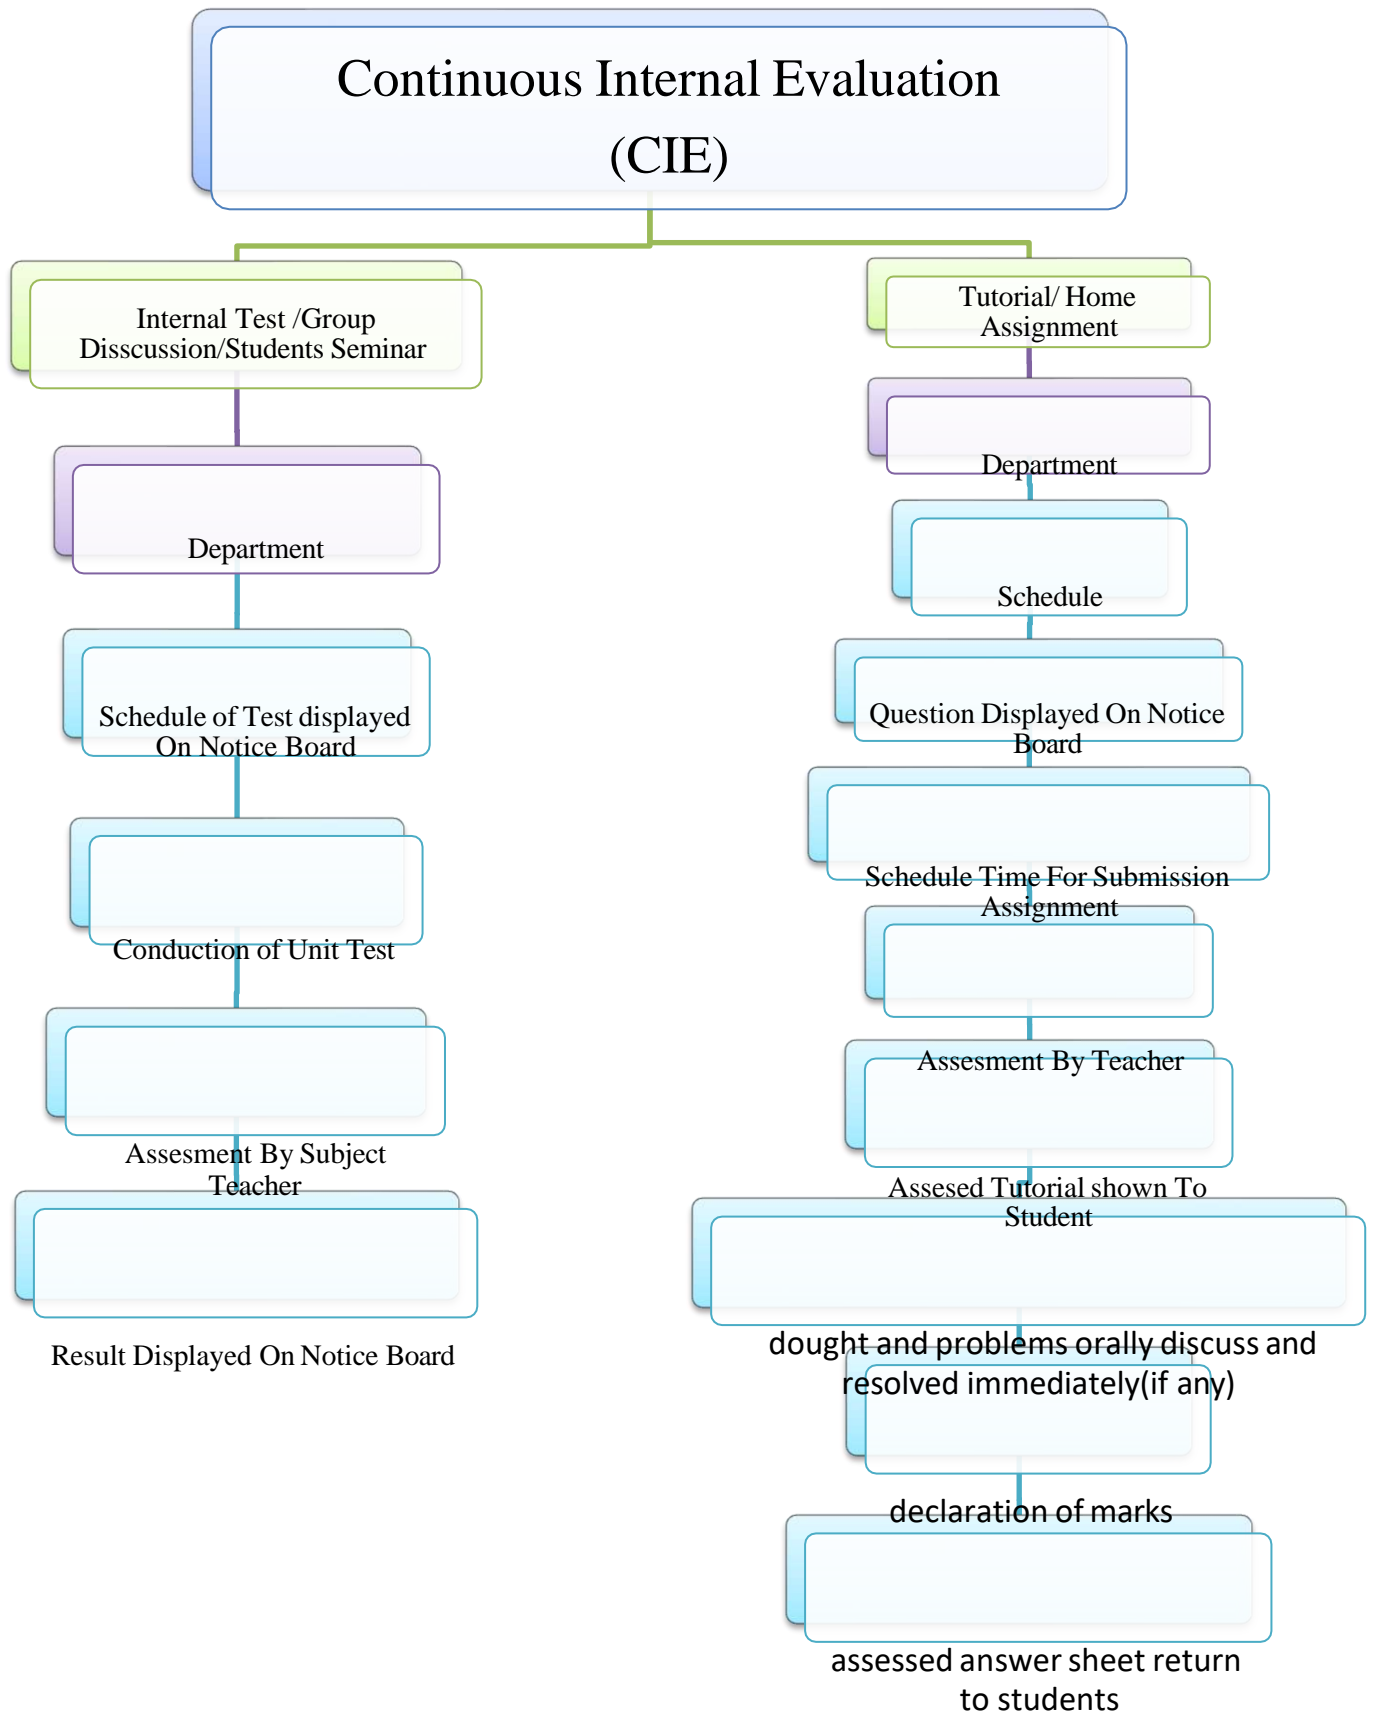 Continuous Internal Evaluation
(CIE)
Internal Test /Group
Disscussion/Students Seminar
Department
Schedule of Test displayed
On Notice Board
Conduction of Unit Test
Assesment By Subject
Teacher
Result Displayed On Notice Board
Tutorial/ Home
Assignment
Department
Schedule
Question Displayed On Notice
Board
Schedule Time For Submission
Assignment
Assesment By Teacher
Assesed Tutorial shown To
Student
dought and problems orally discuss and
resolved immediately(if any)
declaration of marks
assessed answer sheet return
to students